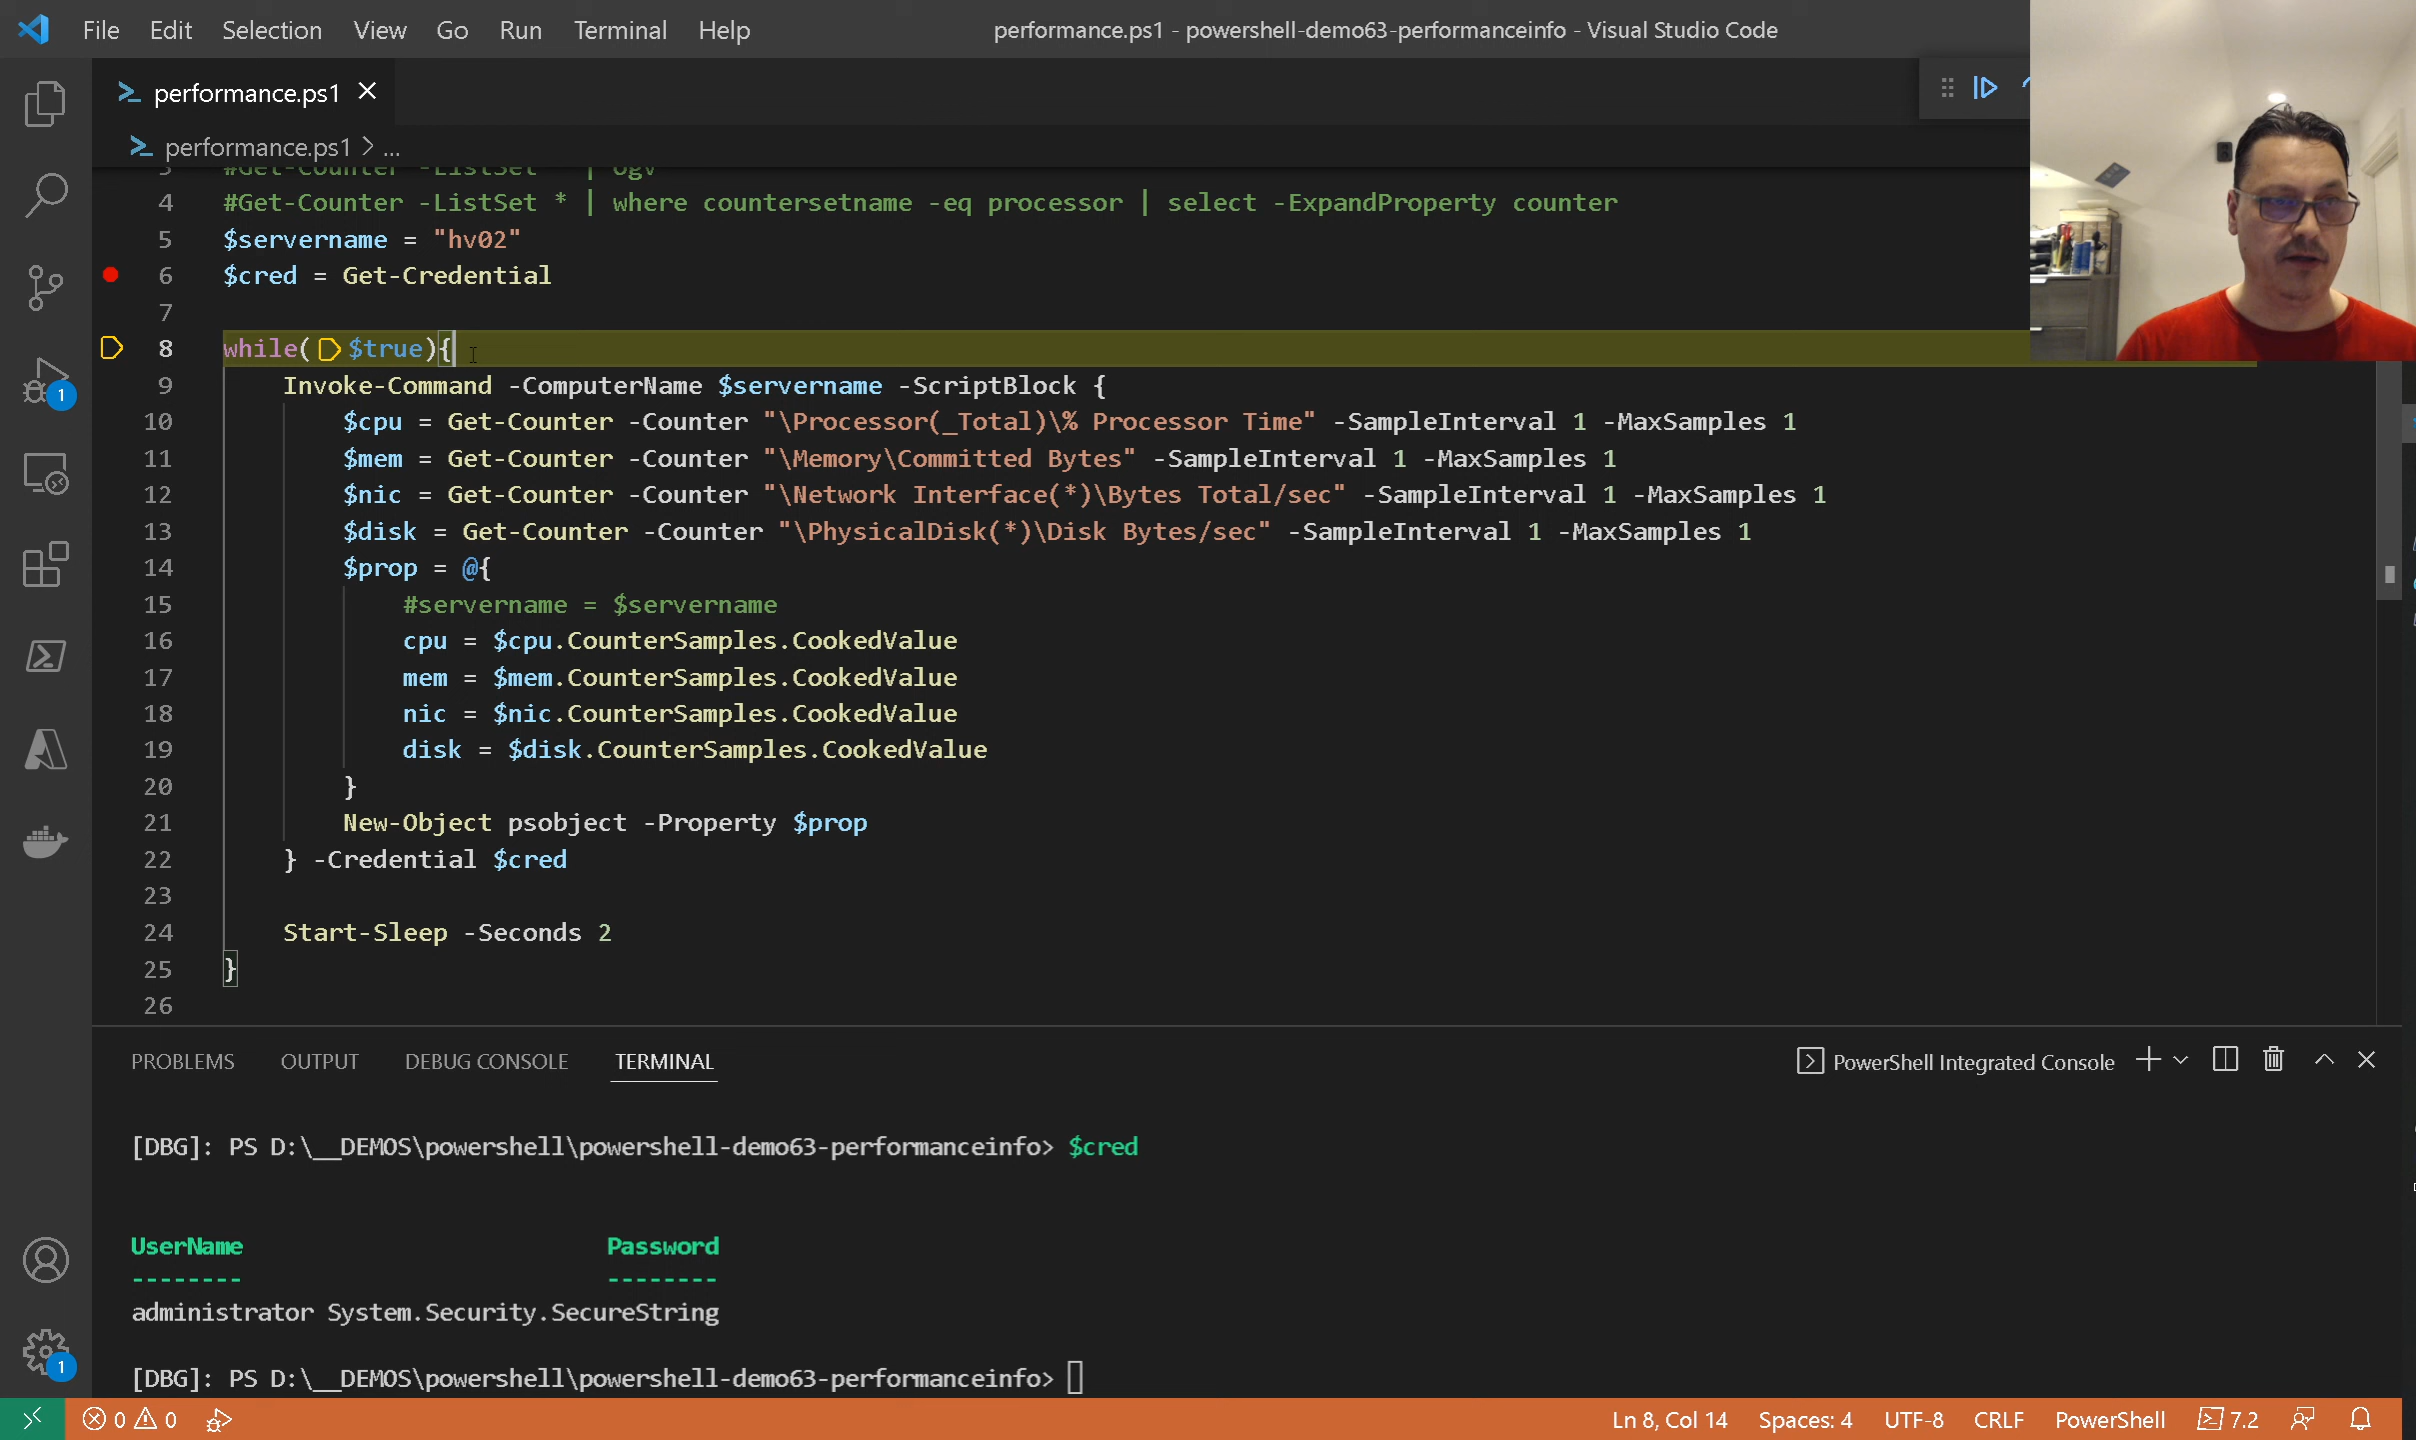 File Edit Selection View Go Run Terminal Help
performance.ps1 - powershell-demo63-performanceinfo - Visual Studio Code
performance.ps1
performance.ps1 > ...
3 #Get-Counter -ListSet * | ogv
4 #Get-Counter -ListSet * | where countersetname -eq processor | select -ExpandProperty counter
5 $servername = "hv02"
6 $cred = Get-Credential
7
8 while($true){
9 Invoke-Command -ComputerName $servername -ScriptBlock {
10 $cpu = Get-Counter -Counter "\Processor(_Total)\% Processor Time" -SampleInterval 1 -MaxSamples 1
11 $mem = Get-Counter -Counter "\Memory\Committed Bytes" -SampleInterval 1 -MaxSamples 1
12 $nic = Get-Counter -Counter "\Network Interface(*)\Bytes Total/sec" -SampleInterval 1 -MaxSamples 1
13 $disk = Get-Counter -Counter "\PhysicalDisk(*)\Disk Bytes/sec" -SampleInterval 1 -MaxSamples 1
14 $prop = @{
15 #servername = $servername
16 cpu = $cpu.CounterSamples.CookedValue
17 mem = $mem.CounterSamples.CookedValue
18 nic = $nic.CounterSamples.CookedValue
19 disk = $disk.CounterSamples.CookedValue
20 }
21 New-Object psobject -Property $prop
22 } -Credential $cred
23
24 Start-Sleep -Seconds 2
25 }
26
1
PROBLEMS OUTPUT DEBUG CONSOLE TERMINAL
PowerShell Integrated Console
[DBG]: PS D:\__DEMOS\powershell\powershell-demo63-performanceinfo> $cred
UserName Password
-------- --------
administrator System.Security.SecureString
[DBG]: PS D:\__DEMOS\powershell\powershell-demo63-performanceinfo>
1
0 0
Ln 8, Col 14 Spaces: 4 UTF-8 CRLF PowerShell 7.2